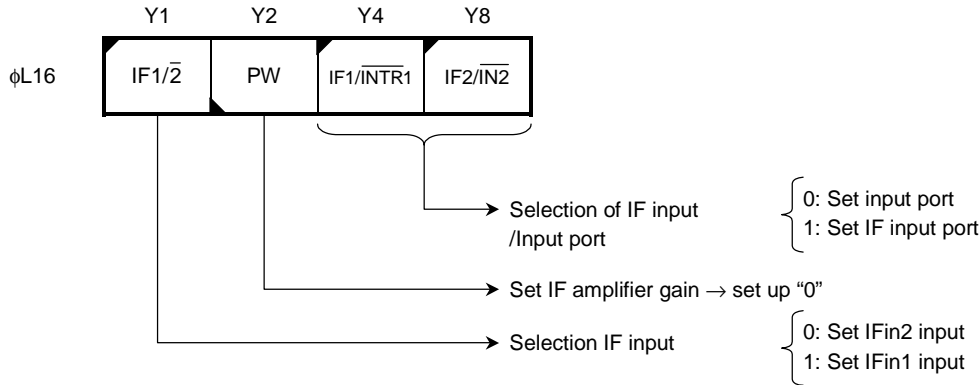 Y1 Y2 Y4 Y8
ϕL16 IF1/2̅ PW IF1/I̅N̅T̅R̅1 IF2/I̅N̅2̅
Selection of IF input
/Input port
0: Set input port
1: Set IF input port
Set IF amplifier gain → set up “0”
Selection IF input
0: Set IFin2 input
1: Set IFin1 input